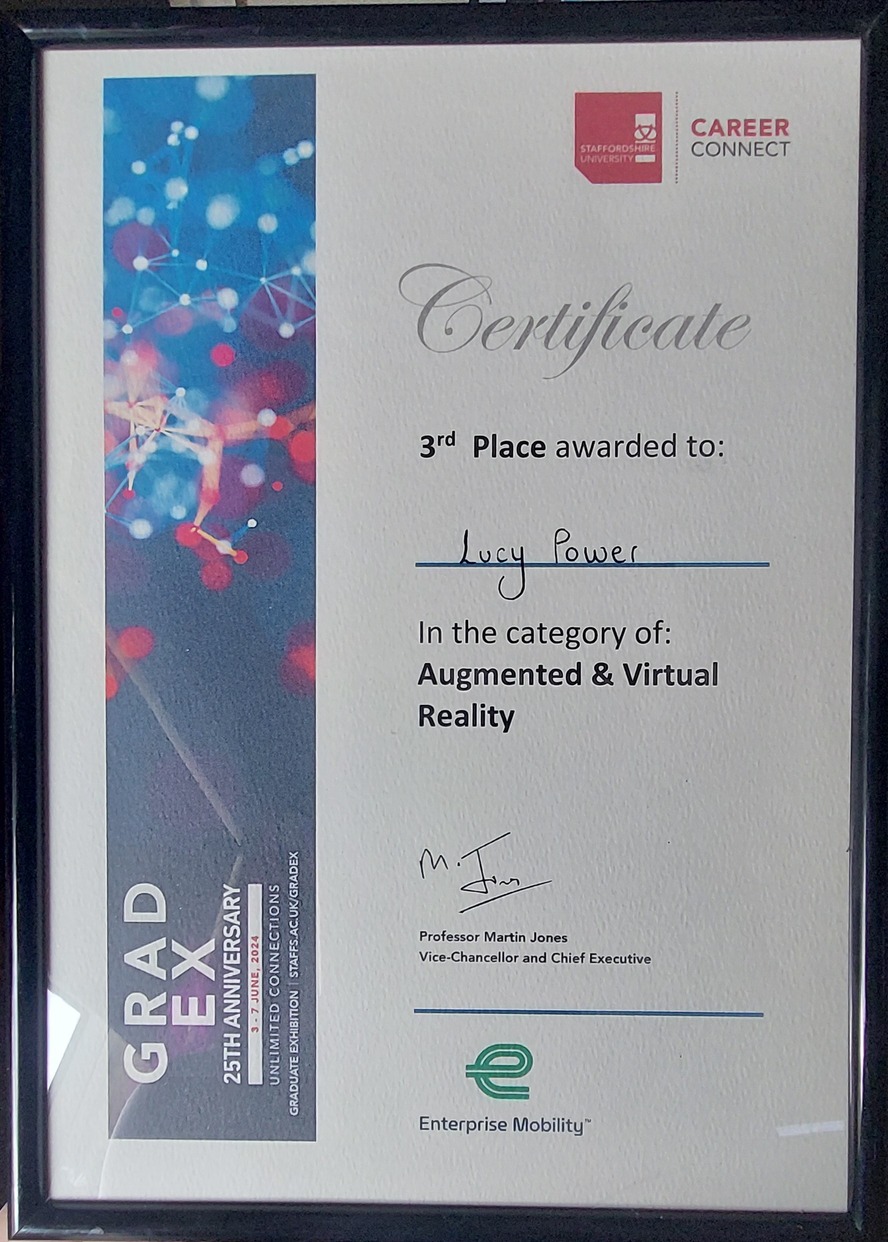 STAFFORDSHIRE
UNIVERSITY
CAREER
CONNECT
Certificate
3rd Place awarded to:
Lucy Power
In the category of:
Augmented & Virtual
Reality
M. Jones
Professor Martin Jones
Vice-Chancellor and Chief Executive
Enterprise Mobility™
GRAD
EX
25TH ANNIVERSARY
3 - 7 JUNE, 2024
UNLIMITED CONNECTIONS
GRADUATE EXHIBITION | STAFFS.AC.UK/GRADEX